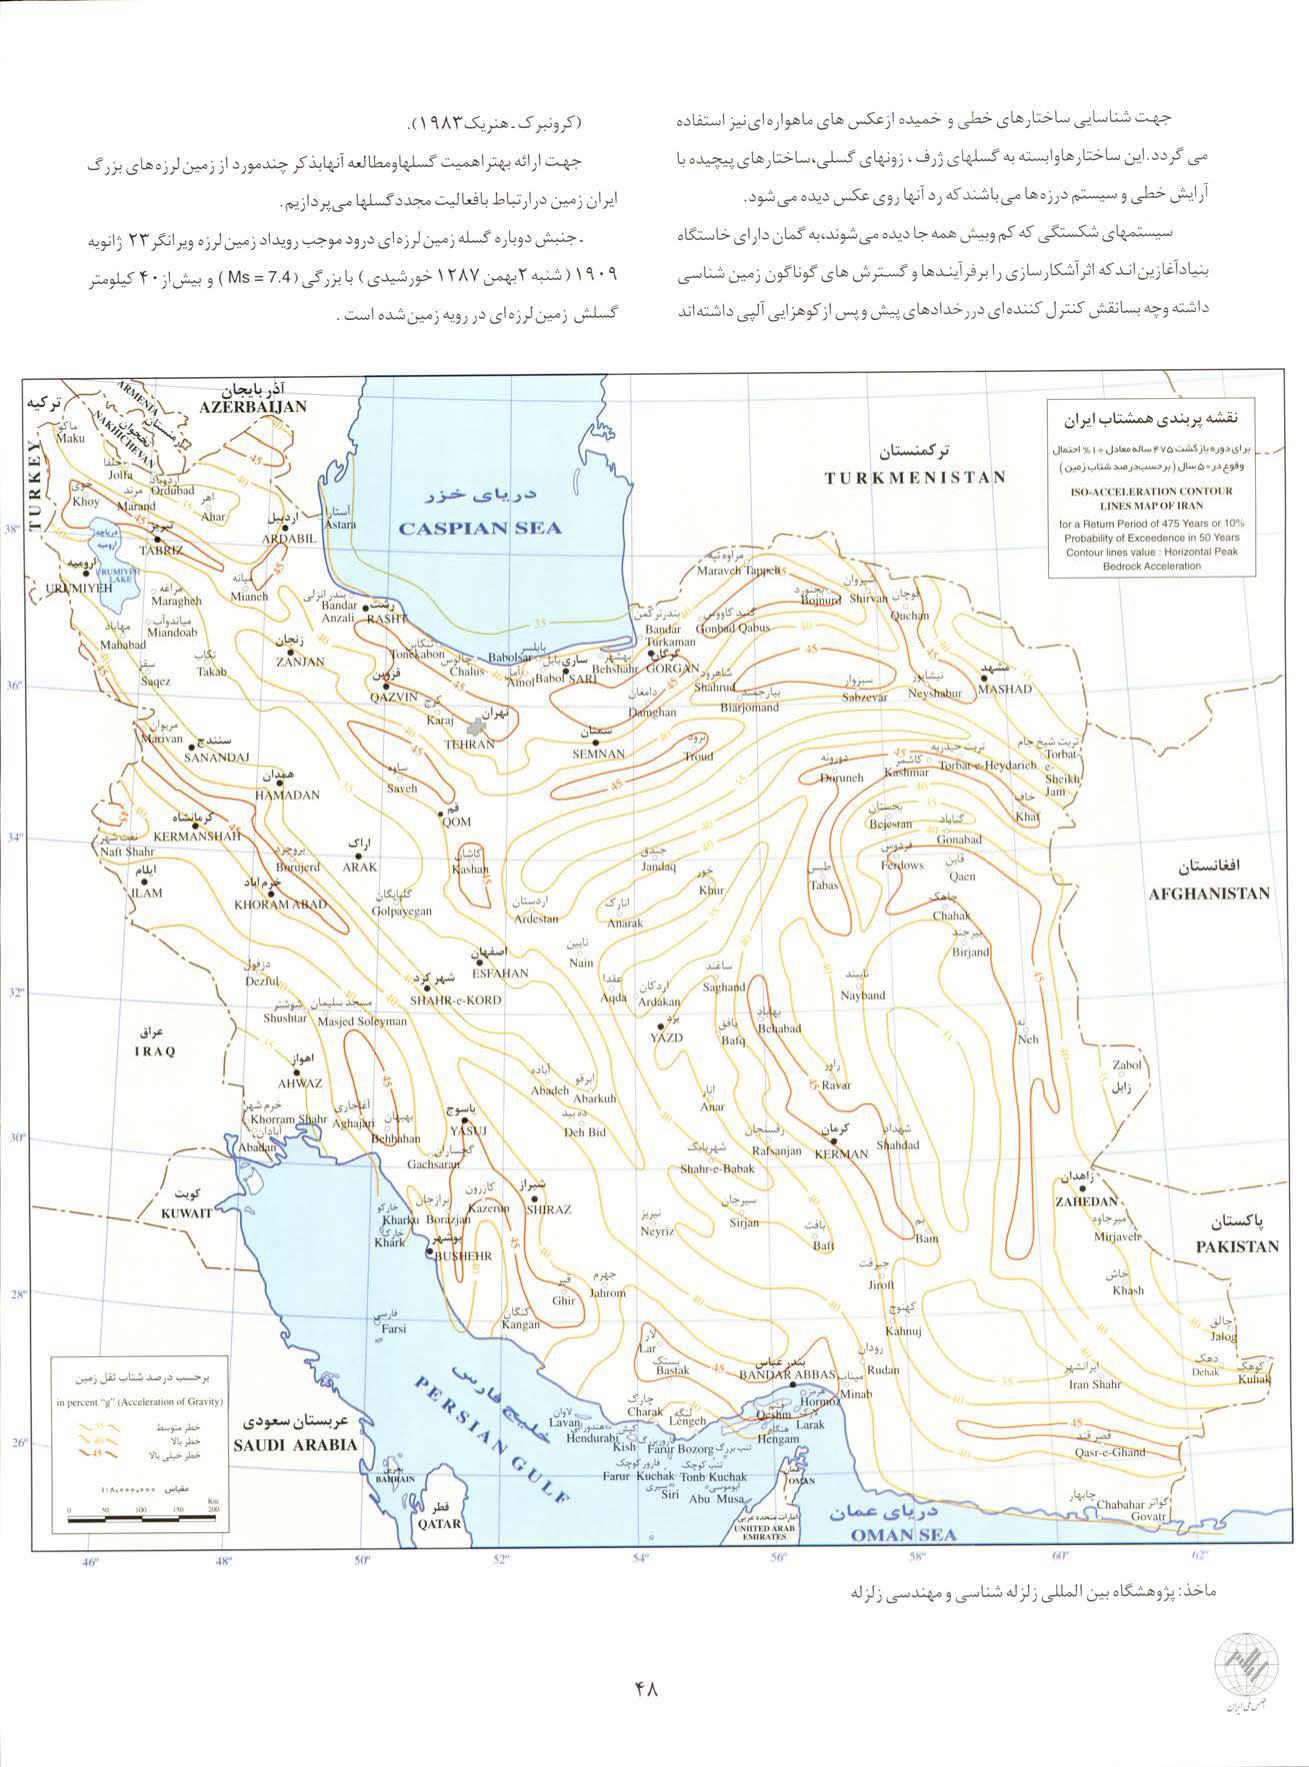 جهت شناسایی ساختارهای خطی و خمیده ازعکس های ماهواره ای نیز استفاده
می گردد.این ساختارهاوابسته به گسلهای ژرف ، زونهای گسلی،ساختارهای پیچیده با
آرایش خطی و سیستم درزه ها می باشند که رد آنها روی عکس دیده می شود.
سیستمهای شکستگی که کم وبیش همه جا دیده می شوند،به گمان دارای خاستگاه
بنیادآغازین اند که اثر آشکارسازی را برفرآیندها و گسترش های گوناگون زمین شناسی
داشته وچه بسانقش کنترل کننده ای دررخدادهای پیش و پس از کوهزایی آلپی داشته اند
(کرونبرک ـ هنریک ۱۹۸۳).
جهت ارائه بهتراهمیت گسلهاومطالعه آنهابذکر چندمورد از زمین لرزه های بزرگ
ایران زمین درارتباط بافعالیت مجددگسلها می پردازیم.
ـ جنبش دوباره گسله زمین لرزه ای درود موجب رویداد زمین لرزه ویرانگر ۲۳ ژانویه
۱۹۰۹ ( شنبه ۲بهمن ۱۲۸۷ خورشیدی ) با بزرگی ( Ms = 7.4 ) و بیش از ۴۰ کیلومتر
گسلش زمین لرزه ای در رویه زمین شده است .
نقشه پربندی همشتاب ایران
برای دوره بازگشت ۴۷۵ ساله معادل ۱۰% احتمال
وقوع در ۵۰ سال ( برحسب درصد شتاب زمین )
ISO-ACCELERATION CONTOUR
LINES MAP OF IRAN
for a Return Period of 475 Years or 10%
Probability of Exceedence in 50 Years
Contour lines value : Horizontal Peak
Bedrock Acceleration
ترکیه
TURKEY
ARMENIA
ارمنستان
NAKHICHEVAN
نخجوان
آذربایجان
AZERBAIJAN
دریای خزر
CASPIAN SEA
ترکمنستان
TURKMENISTAN
ماکو
Maku
جلفا
Jolfa
اردوباد
Ordubad
خوی
Khoy
مرند
Marand
اهر
Ahar
تبریز
TABRIZ
اردبیل
ARDABIL
آستارا
Astara
دریاچه
ارومیه
URUMIYEH
LAKE
ارومیه
URUMIYEH
مراغه
Maragheh
میانه
Mianeh
میاندوآب
Miandoab
مهاباد
Mahabad
سقز
Saqez
تکاب
Takab
زنجان
ZANJAN
بندرانزلی
Bandar
Anzali
رشت
RASHT
تنکابن
Tonekabon
چالوس
Chalus
بابلسر
Babolsar
آمل
Amol
بابل
Babol
ساری
SARI
بهشهر
Behshahr
بندرترکمن
Bandar
Turkaman
گرگان
GORGAN
گنبد کاووس
Gonbad Qabus
مراوه تپه
Maraveh Tappeh
بجنورد
Bojnurd
شیروان
Shirvan
قوچان
Quchan
مشهد
MASHAD
نیشابور
Neyshabur
سبزوار
Sabzevar
شاهرود
Shahrud
بیارجمند
Biarjomand
دامغان
Damghan
قزوین
QAZVIN
کرج
Karaj
تهران
TEHRAN
سمنان
SEMNAN
ترود
Troud
مریوان
Marivan
سنندج
SANANDAJ
همدان
HAMADAN
ساوه
Saveh
قم
QOM
درونه
Doruneh
کاشمر
Kashmar
تربت حیدریه
Torbat-e-Heydarieh
تربت شیخ جام
Torbat-
e-
Sheikh
Jam
خاف
Khaf
کرمانشاه
KERMANSHAH
نفت شهر
Naft Shahr
ایلام
ILAM
بروجرد
Borujerd
اراک
ARAK
کاشان
Kashan
خرم آباد
KHORAM ABAD
گلپایگان
Golpayegan
اردستان
Ardestan
انارک
Anarak
جندق
Jandaq
خور
Khur
طبس
Tabas
بجستان
Bejestan
گناباد
Gonabad
فردوس
Ferdows
قاین
Qaen
چاهک
Chahak
بیرجند
Birjand
افغانستان
AFGHANISTAN
دزفول
Dezful
شوشتر
Shushtar
مسجد سلیمان
Masjed Soleyman
اصفهان
ESFAHAN
شهر کرد
SHAHR-e-KORD
نایین
Nain
عقدا
Aqda
اردکان
Ardakan
ساغند
Saghand
یزد
YAZD
بافق
Bafq
بهاباد
Behabad
نایبند
Nayband
نه
Neh
Zabol
زابل
عراق
IRAQ
اهواز
AHWAZ
خرم شهر
Khorram Shahr
آبادان
Abadan
آغاجاری
Aghajari
بهبهان
Behbahan
یاسوج
YASUJ
گچساران
Gachsaran
آباده
Abadeh
ابرقو
Abarkuh
ده بید
Deh Bid
انار
Anar
راور
Ravar
شهربابک
Shahr-e-Babak
رفسنجان
Rafsanjan
کرمان
KERMAN
شهداد
Shahdad
زاهدان
ZAHEDAN
کویت
KUWAIT
خارکو
Kharku
خارک
Khark
برازجان
Borazjan
بوشهر
BUSHEHR
کازرون
Kazerun
شیراز
SHIRAZ
نیریز
Neyriz
سیرجان
Sirjan
بافت
Baft
بم
Bam
جیرفت
Jiroft
میرجاوه
Mirjaveh
پاکستان
PAKISTAN
خاش
Khash
فارسی
Farsi
کنگان
Kangan
قیر
Ghir
جهرم
Jahrom
لار
Lar
بستک
Bastak
بندر عباس
BANDAR ABBAS
میناب
Minab
رودان
Rudan
کهنوج
Kahnuj
ایرانشهر
Iran Shahr
جالق
Jalog
دهک
Dehak
کوهک
Kuhak
قصر قند
Qasr-e-Ghand
چابهار
Chabahar
گواتر
Govatr
خلیج فارس
PERSIAN GULF
لاوان
Lavan
هندورابی
Hendurabi
کیش
Kish
چارک
Charak
لنگه
Lengeh
قشم
Qeshm
هرمز
Hormoz
لارک
Larak
هنگام
Hengam
فارور بزرگ
Farur Bozorg
تنب بزرگ
فارور کوچک
Farur Kuchak
تنب کوچک
Tonb Kuchak
سیری
Siri
ابوموسی
Abu Musa
عمان
OMAN
امارات متحده عربی
UNIITED ARAB
EMIRATES
دریای عمان
OMAN SEA
عربستان سعودی
SAUDI ARABIA
بحرین
BAHRAIN
قطر
QATAR
برحسب درصد شتاب ثقل زمین
in percent "g" (Acceleration of Gravity)
35 خطر متوسط
40 خطر بالا
45 خطر خیلی بالا
مقیاس ۱:۸,۰۰۰,۰۰۰
Km
0 50 100 150 200
38°
36°
34°
32°
30°
28°
26°
46° 48° 50° 52° 54° 56° 58° 60° 62°
ماخذ: پژوهشگاه بین المللی زلزله شناسی و مهندسی زلزله
۴۸
اطلس ملی ایران